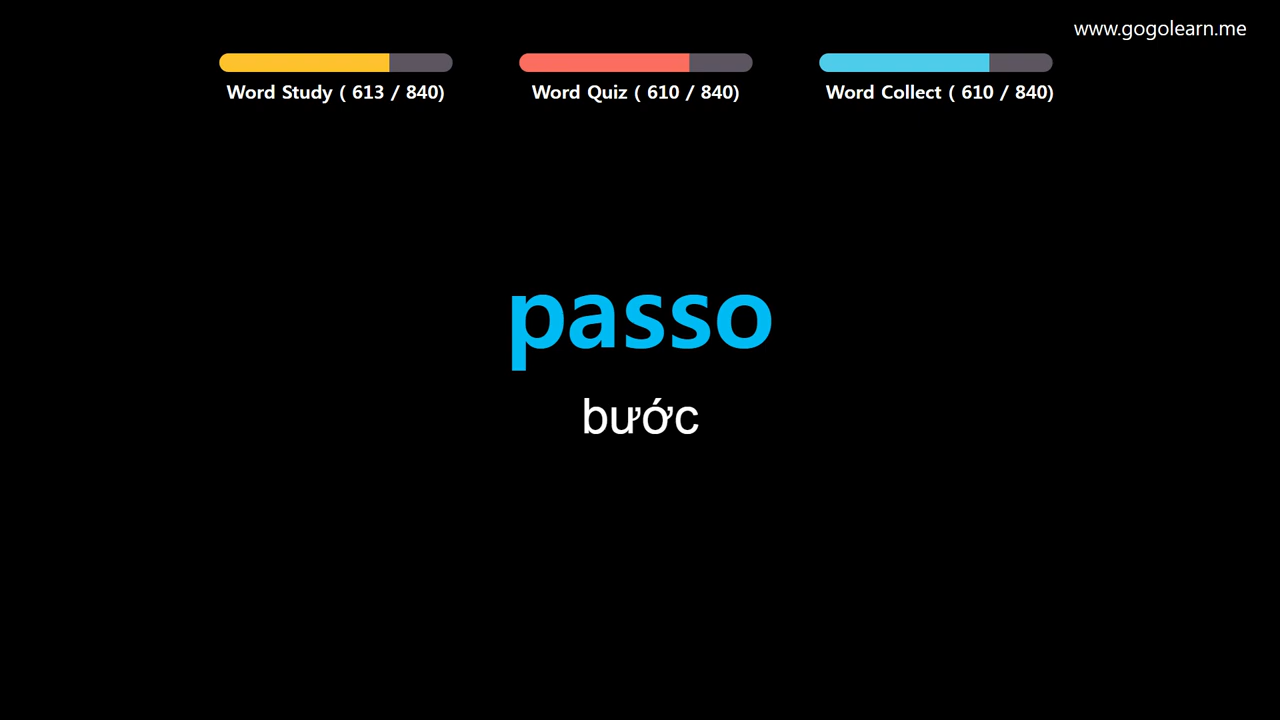 www.gogolearn.me
Word Study ( 613 / 840)
Word Quiz ( 610 / 840)
Word Collect ( 610 / 840)
passo
bước